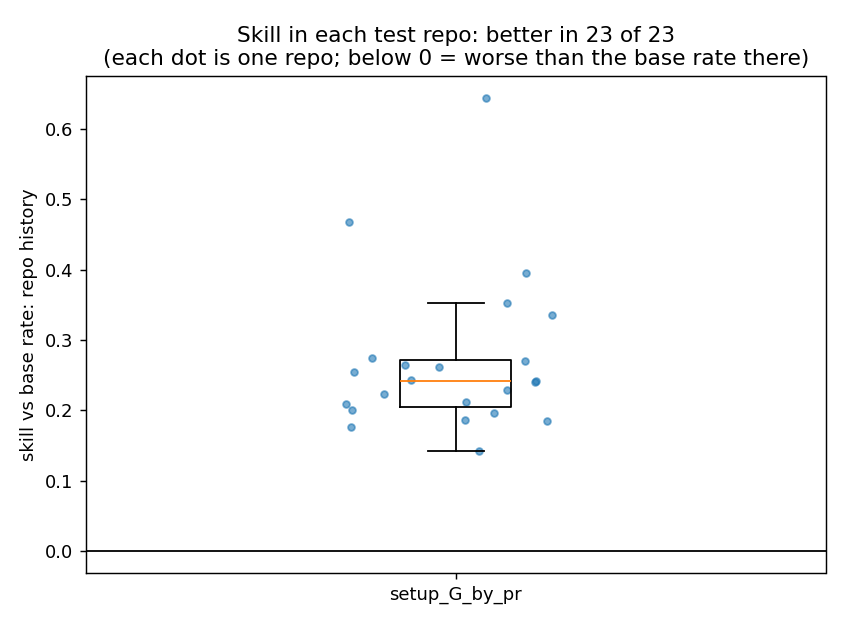 Skill in each test repo: better in 23 of 23
(each dot is one repo; below 0 = worse than the base rate there)
skill vs base rate: repo history
0.6
0.5
0.4
0.3
0.2
0.1
0.0
setup_G_by_pr